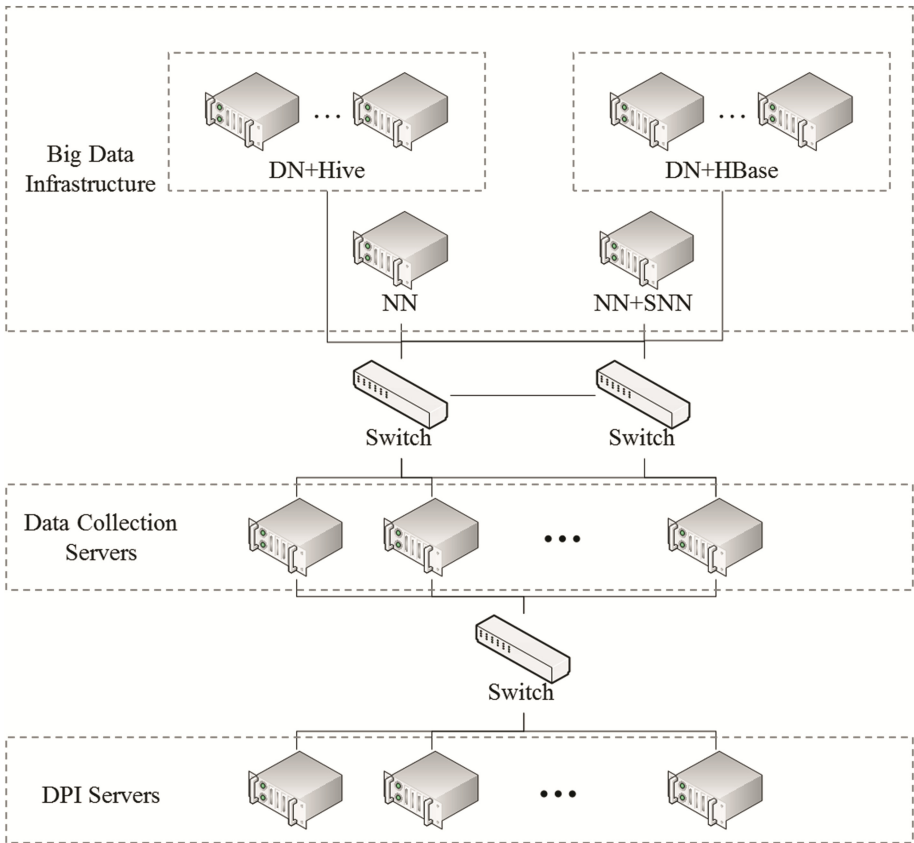 DN+Hive
DN+HBase
Big Data
Infrastructure
NN
NN+SNN
Switch
Switch
Data Collection
Servers
Switch
DPI Servers